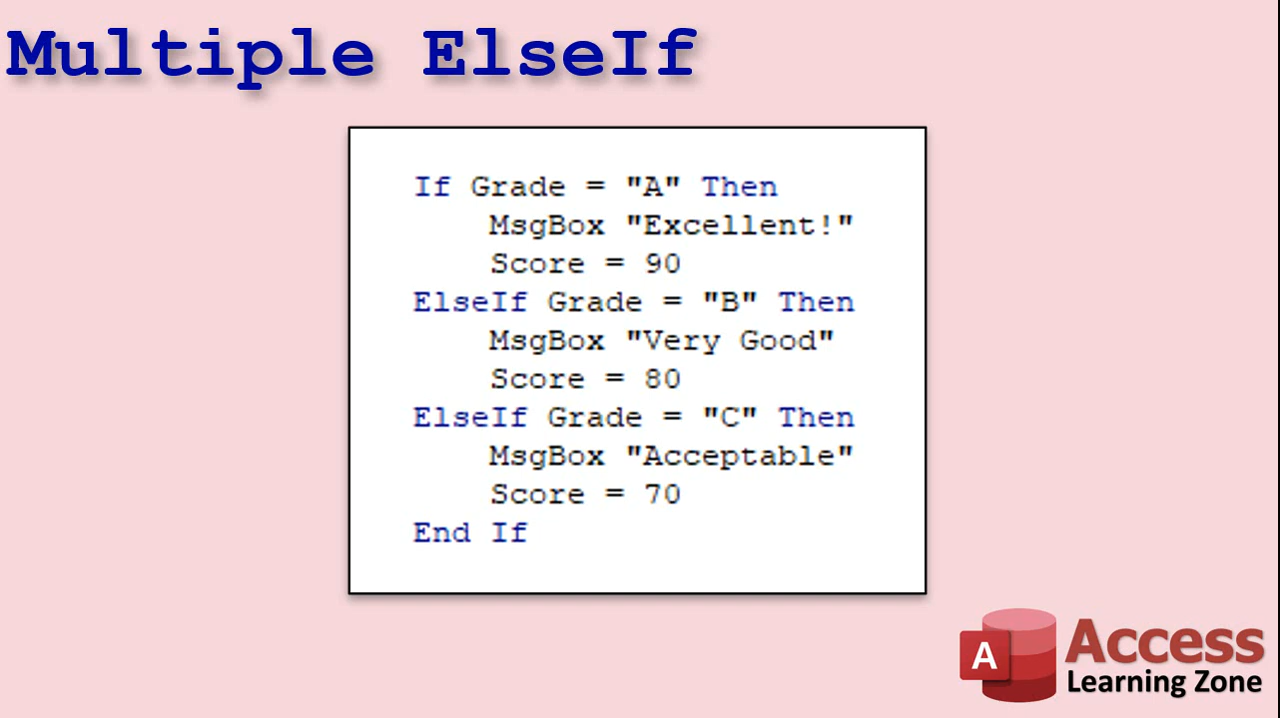 Multiple ElseIf
If Grade = "A" Then
    MsgBox "Excellent!"
    Score = 90
ElseIf Grade = "B" Then
    MsgBox "Very Good"
    Score = 80
ElseIf Grade = "C" Then
    MsgBox "Acceptable"
    Score = 70
End If
A
Access
Learning Zone